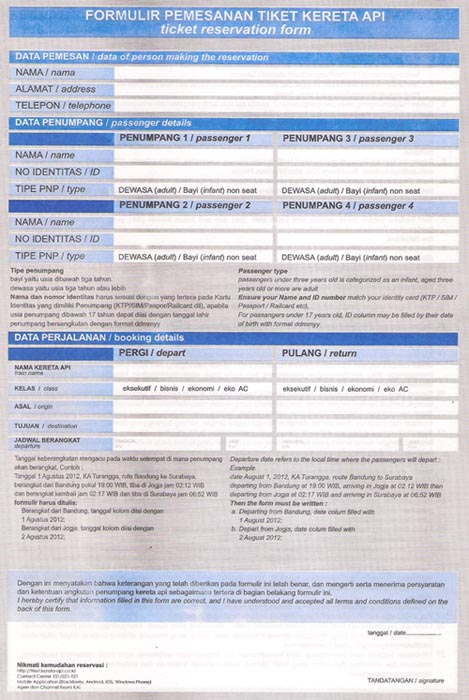 FORMULIR PEMESANAN TIKET KERETA API
ticket reservation form
DATA PEMESAN / data of person making the reservation
NAMA / name
ALAMAT / address
TELEPON / telephone
DATA PENUMPANG / passenger details
PENUMPANG 1 / passenger 1 PENUMPANG 3 / passenger 3
NAMA / name
NO IDENTITAS / ID
TIPE PNP / type DEWASA (adult) / Bayi (infant) non seat DEWASA (adult) / Bayi (infant) non seat
PENUMPANG 2 / passenger 2 PENUMPANG 4 / passenger 4
NAMA / name
NO IDENTITAS / ID
TIPE PNP / type DEWASA (adult) / Bayi (infant) non seat DEWASA (adult) / Bayi (infant) non seat
Tipe penumpang
bayi yaitu usia dibawah tiga tahun.
dewasa yaitu usia tiga tahun atau lebih
Nama dan nomor identitas harus sesuai dengan yang tertera pada Kartu
Identitas yang dimiliki Penumpang (KTP/SIM/Paspor/Railcard dll), apabila
usia penumpang dibawah 17 tahun dapat diisi dengan tanggal lahir
penumpang bersangkutan dengan format ddmmyy
Passenger type
passengers under three years old is categorized as an infant, aged three
years old or more are adult
Ensure your Name and ID number match your identity card (KTP / SIM /
Pasport / Railcard etc).
For passengers under 17 years old, ID column may be filled by their date
of birth with format ddmmyy
DATA PERJALANAN / booking details
PERGI / depart PULANG / return
NAMA KERETA API
train name
KELAS / class eksekutif / bisnis / ekonomi / eko AC eksekutif / bisnis / ekonomi / eko AC
ASAL / origin
TUJUAN / destination
JADWAL BERANGKAT
departure
Tanggal keberangkatan mengacu pada waktu setempat di mana penumpang
akan berangkat, Contoh :
Tanggal 1 Agustus 2012, KA Turangga, rute Bandung ke Surabaya,
berangkat dari Bandung pukul 19:00 WIB, tiba di Jogja jam 02:12 WIB
dan berangkat kembali jam 02:17 WIB dan tiba di Surabaya jam 06:52 WIB
formulir harus ditulis:
Berangkat dari Bandung, tanggal kolom diisi dengan
1 Agustus 2012;
Berangkat dari Jogja, tanggal kolom diisi dengan
2 Agustus 2012;
Departure date refers to the local time where the passengers will depart :
Example
date August 1, 2012, KA Turangga, route Bandung to Surabaya
departing from Bandung at 19:00 WIB, arriving in Jogja at 02:12 WIB then
departing from Jogja at 02:17 WIB and arriving in Surabaya at 06:52 WIB
Then the form must be written :
a. Departing from Bandung, date colum filled with
1 August 2012;
b. Depart from Jogja, date colum filled with
2 August 2012;
Dengan ini menyatakan bahwa keterangan yang telah diberikan pada formulir ini telah benar, dan mengerti serta menerima persyaratan
dan ketentuan angkutan penumpang kereta api sebagaimana tertera di bagian belakang formulir ini.
I hereby certify that information filled in this form are correct, and I have understood and accepted all terms and conditions defined on the
back of this form.
tanggal / date
Nikmati kemudahan reservasi :
Contact Center 121/021-121
Mobile Application (Blackberry, Android, IOS, Windows Phone)
Agen dan Channel Resmi KAI
TANDATANGAN / signature